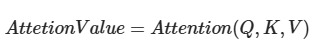 AttetionValue = Attention(Q, K, V)